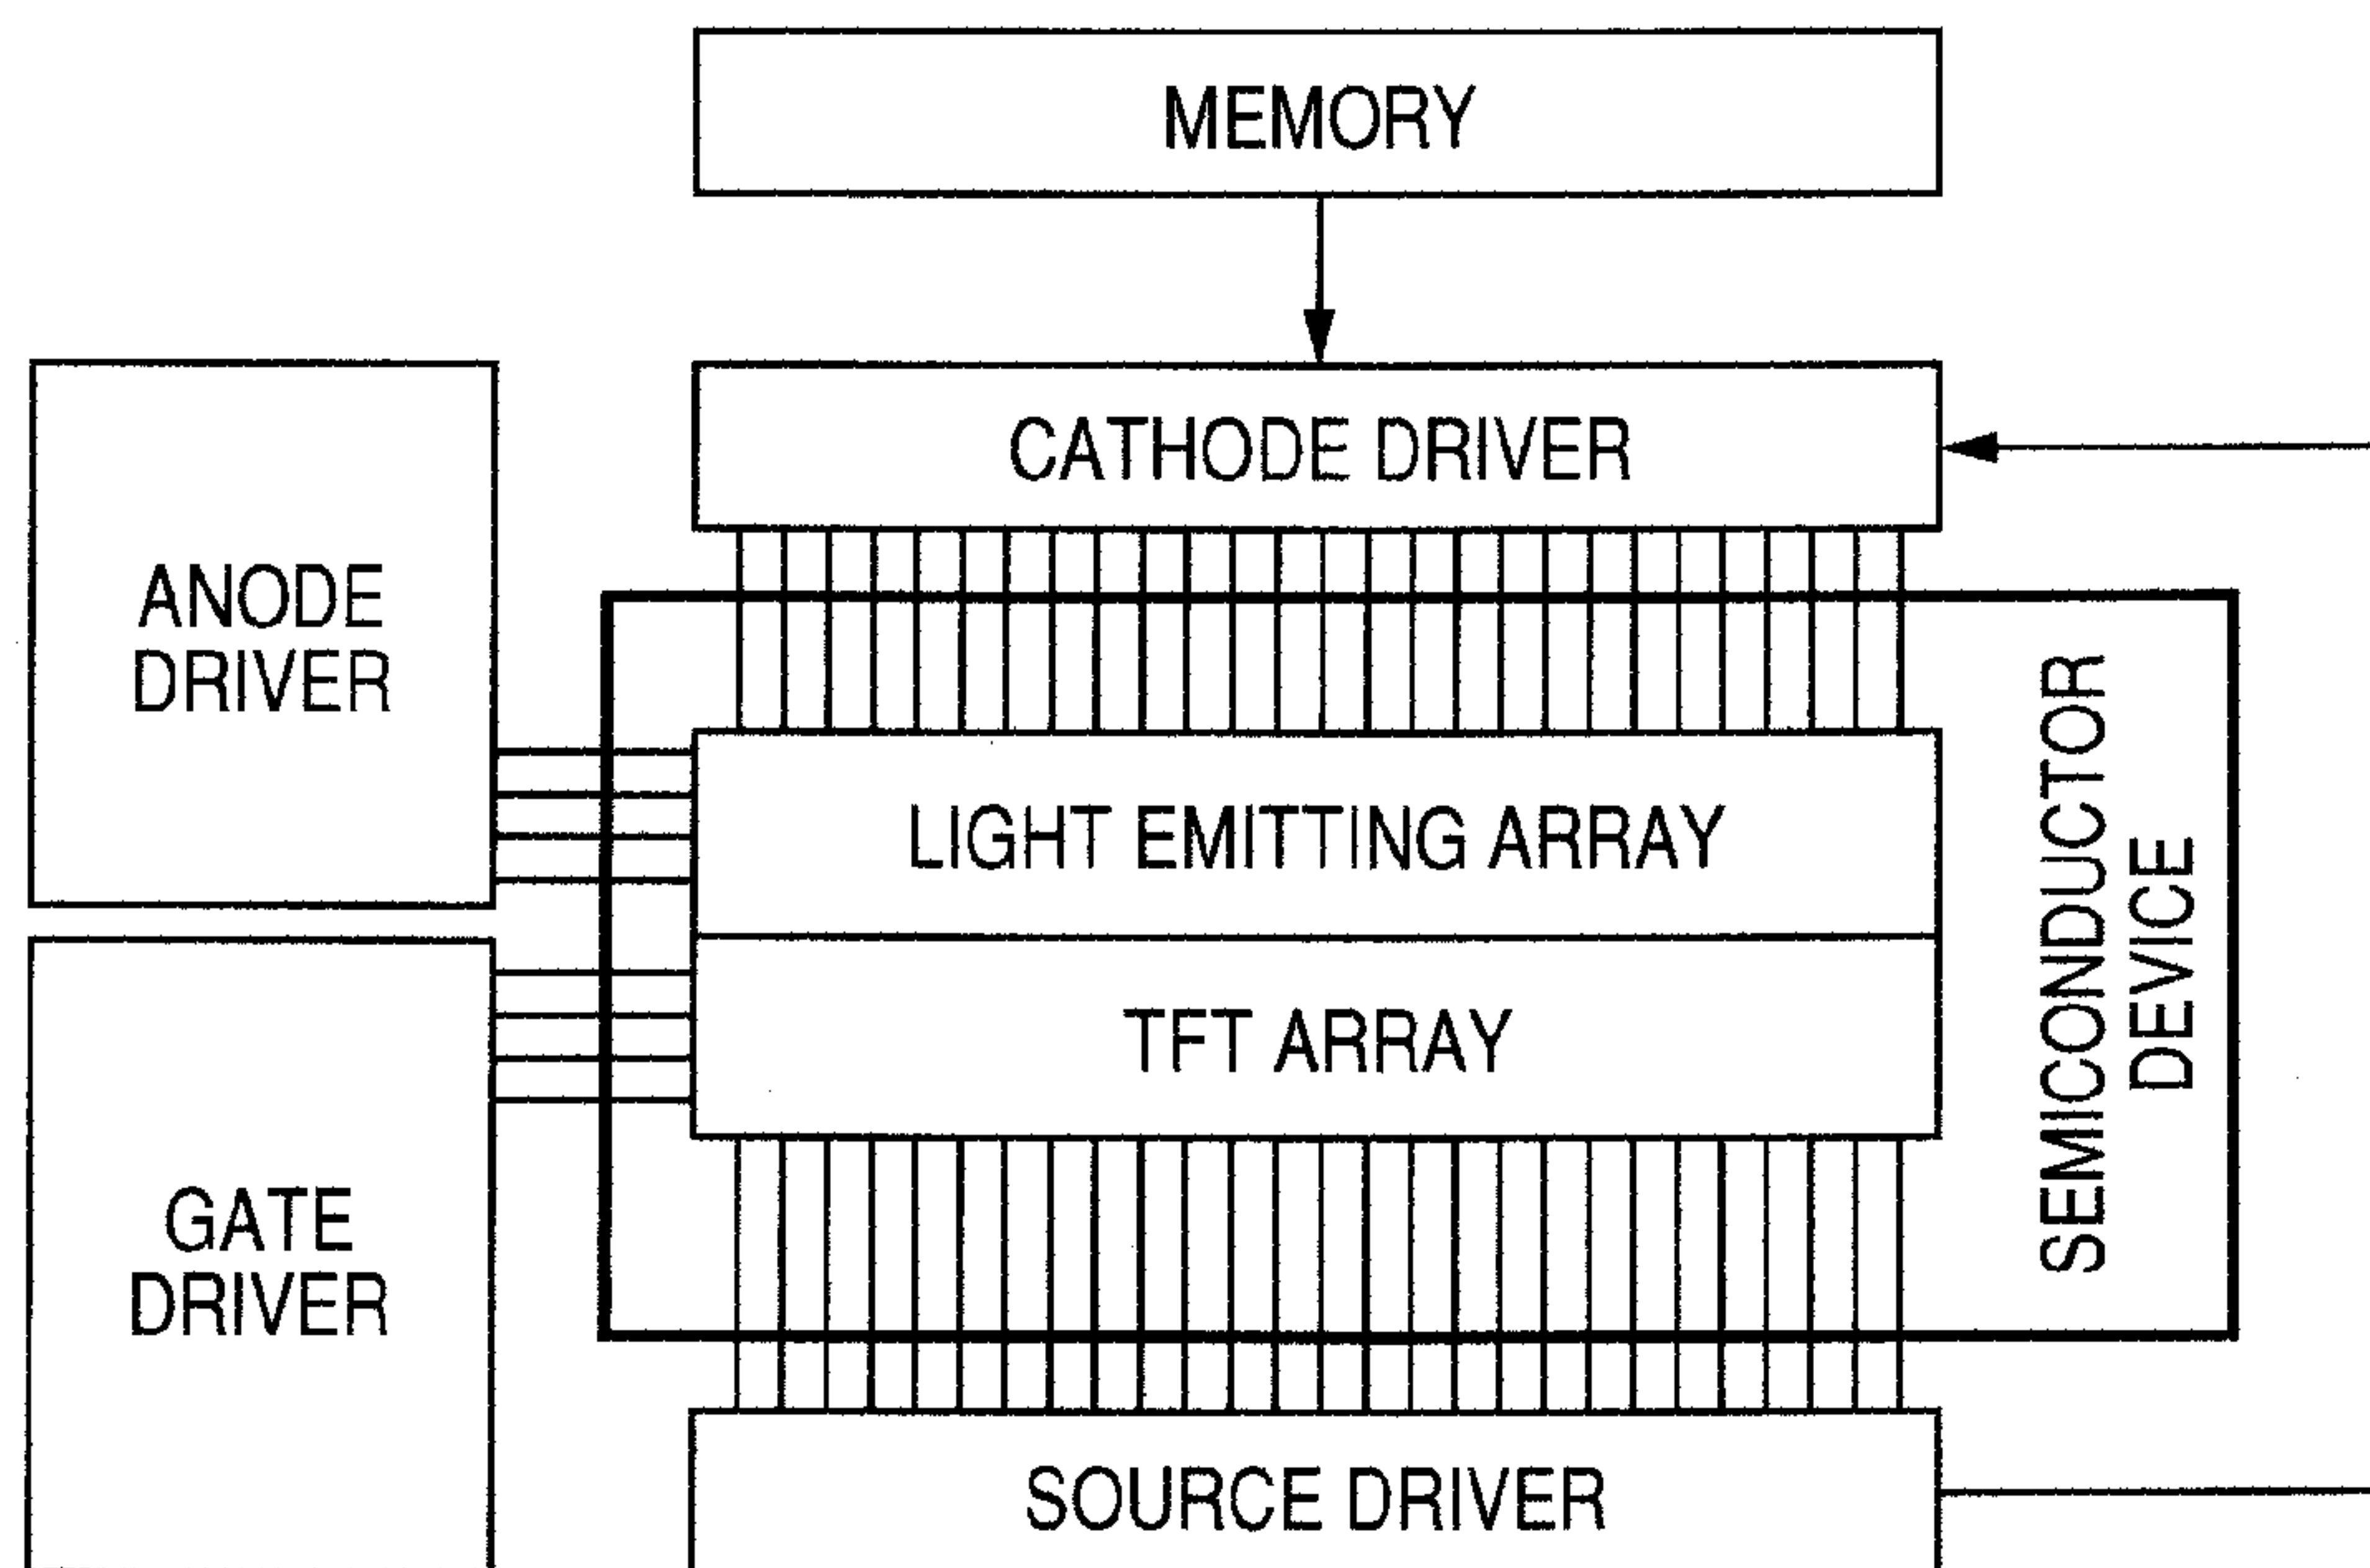 MEMORY
CATHODE DRIVER
ANODE
DRIVER
LIGHT EMITTING ARRAY
TFT ARRAY
SEMICONDUCTOR
DEVICE
GATE
DRIVER
SOURCE DRIVER